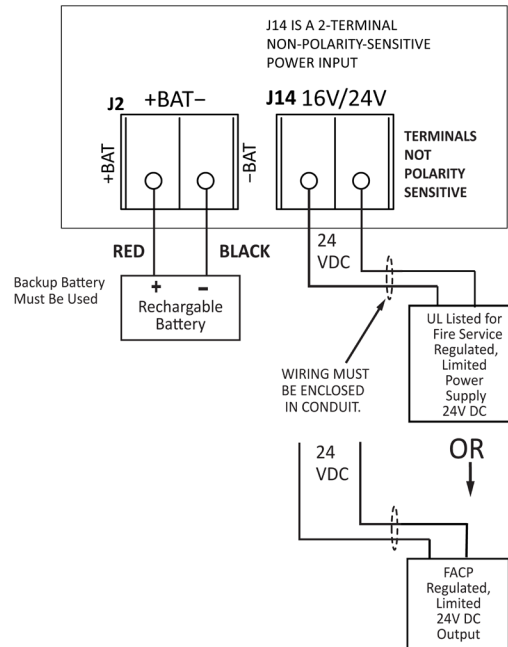 J14 IS A 2-TERMINAL
NON-POLARITY-SENSITIVE
POWER INPUT
J2 +BAT−
J14 16V/24V
+BAT
−BAT
TERMINALS
NOT
POLARITY
SENSITIVE
RED
BLACK
24
VDC
Backup Battery
Must Be Used
+ −
Rechargable
Battery
UL Listed for
Fire Service
Regulated,
Limited
Power
Supply
24V DC
WIRING MUST
BE ENCLOSED
IN CONDUIT.
24
VDC
OR
FACP
Regulated,
Limited
24V DC
Output